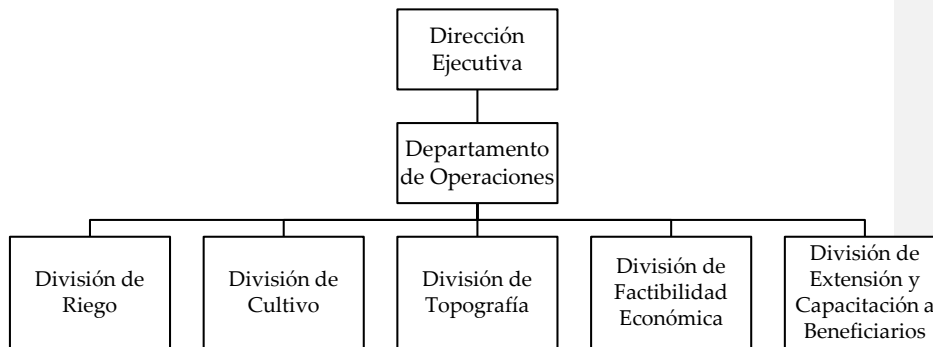 Dirección
Ejecutiva
Departamento
de Operaciones
División de
Riego
División de
Cultivo
División de
Topografía
División de
Factibilidad
Económica
División de
Extensión y
Capacitación a
Beneficiarios